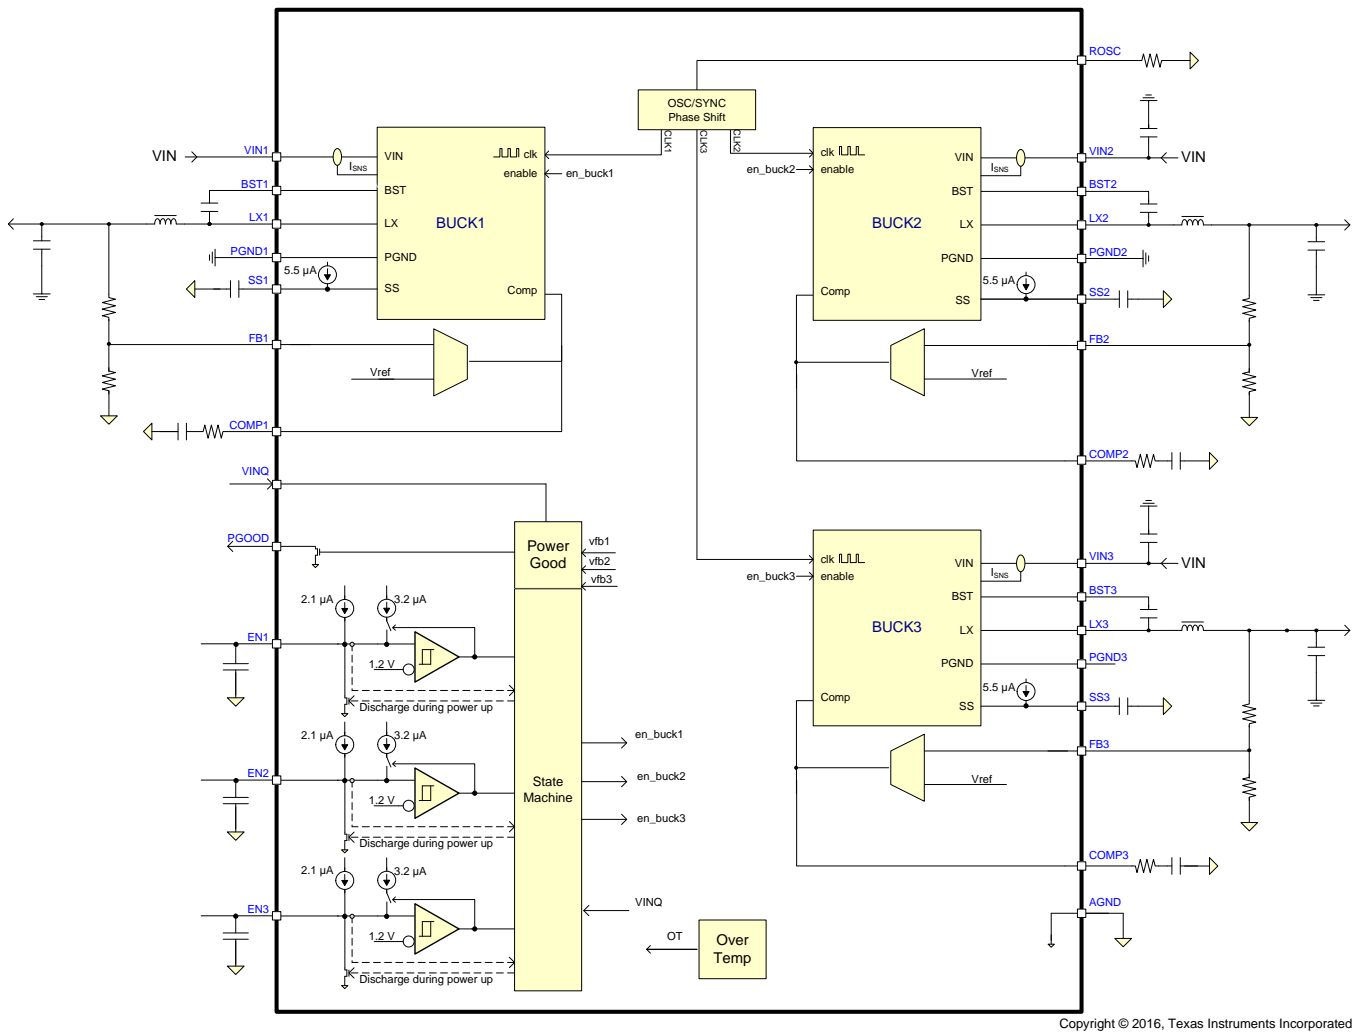 ROSC
OSC/SYNC
Phase Shift
CLK1
CLK3
CLK2
VIN
VIN1
ISNS
VIN
BST
LX
PGND
SS
clk
enable
en_buck1
BUCK1
Comp
BST1
LX1
PGND1
5.5 µA
SS1
FB1
Vref
COMP1
VINQ
PGOOD
en_buck2
clk
enable
BUCK2
Comp
VIN
BST
LX
PGND
SS
ISNS
VIN2
VIN
BST2
LX2
PGND2
5.5 µA
SS2
FB2
Vref
COMP2
Power
Good
vfb1
vfb2
vfb3
en_buck3
clk
enable
BUCK3
Comp
VIN
BST
LX
PGND
SS
ISNS
VIN3
VIN
BST3
LX3
PGND3
5.5 µA
SS3
FB3
Vref
COMP3
AGND
2.1 µA
3.2 µA
EN1
1.2 V
Discharge during power up
2.1 µA
3.2 µA
EN2
1.2 V
Discharge during power up
2.1 µA
3.2 µA
EN3
1.2 V
Discharge during power up
State
Machine
en_buck1
en_buck2
en_buck3
VINQ
OT
Over
Temp
Copyright © 2016, Texas Instruments Incorporated